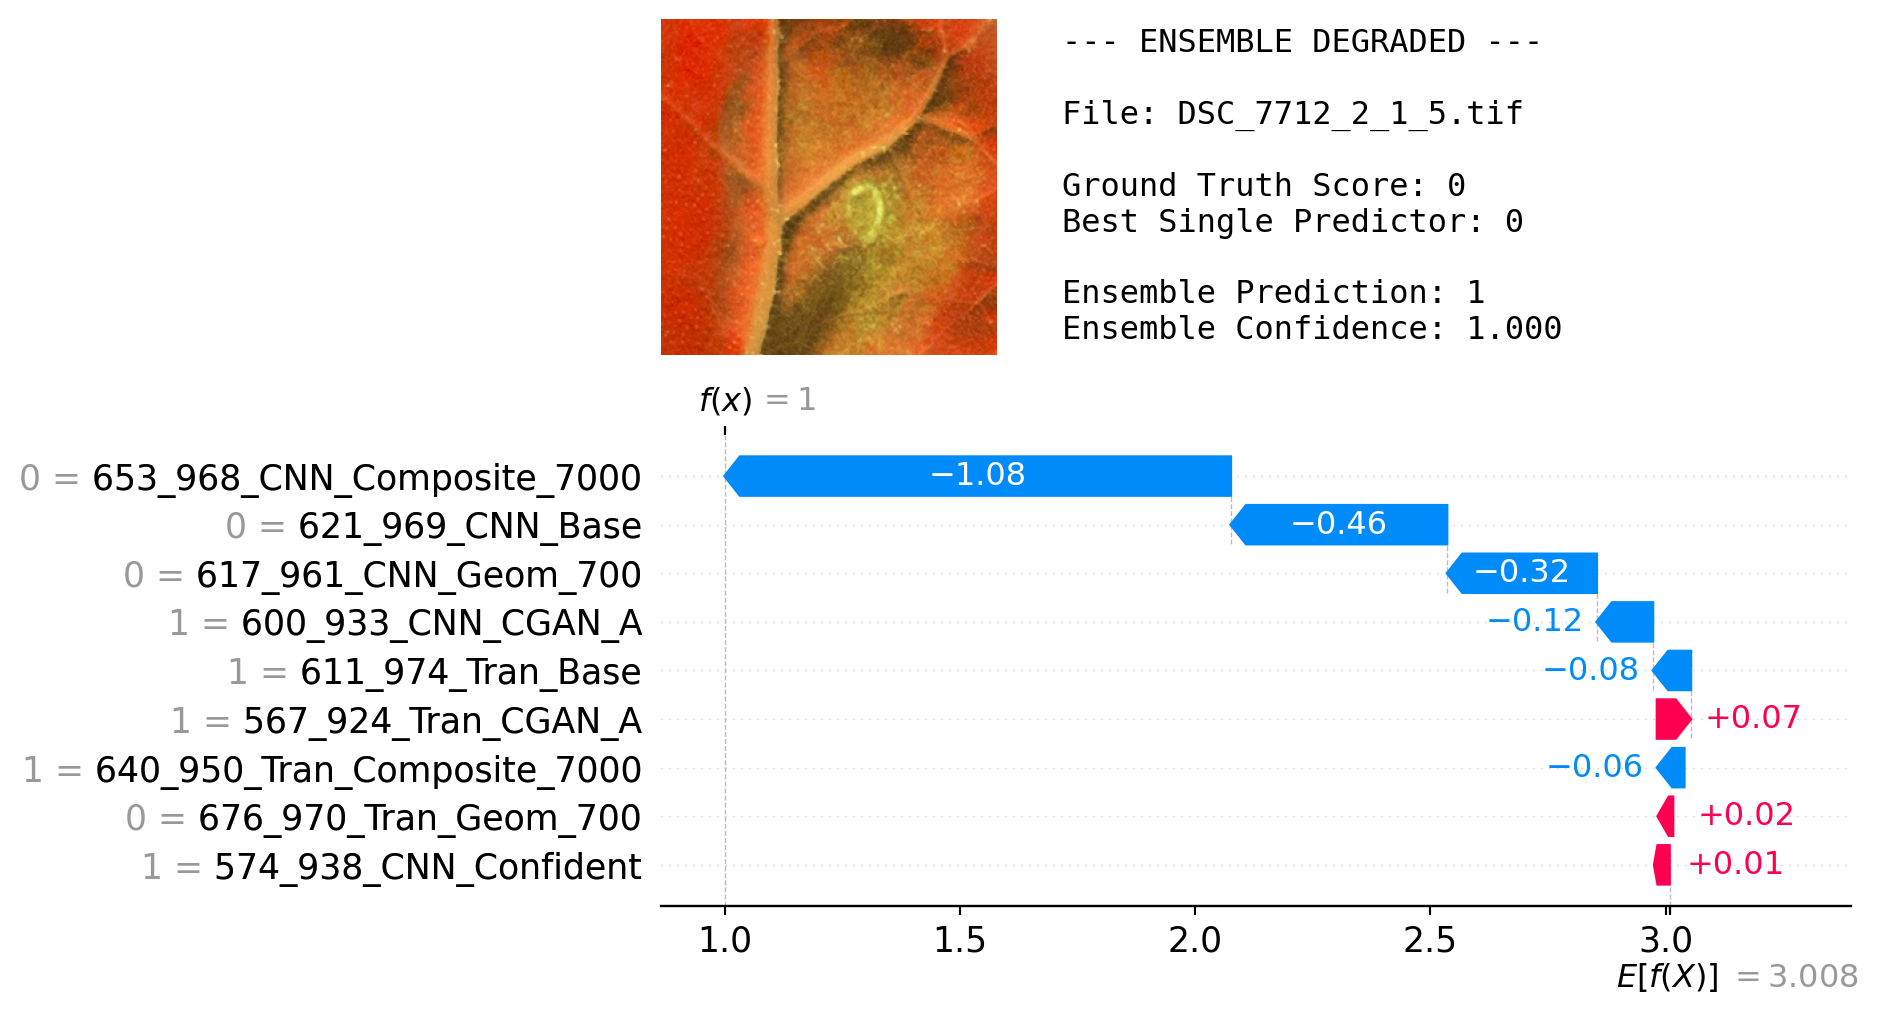 --- ENSEMBLE DEGRADED ---
File: DSC_7712_2_1_5.tif
Ground Truth Score: 0
Best Single Predictor: 0
Ensemble Prediction: 1
Ensemble Confidence: 1.000
f(x) = 1
0 = 653_968_CNN_Composite_7000
−1.08
0 = 621_969_CNN_Base
−0.46
0 = 617_961_CNN_Geom_700
−0.32
1 = 600_933_CNN_CGAN_A
−0.12
1 = 611_974_Tran_Base
−0.08
1 = 567_924_Tran_CGAN_A
+0.07
1 = 640_950_Tran_Composite_7000
−0.06
0 = 676_970_Tran_Geom_700
+0.02
1 = 574_938_CNN_Confident
+0.01
1.0 1.5 2.0 2.5 3.0
E[f(X)] = 3.008